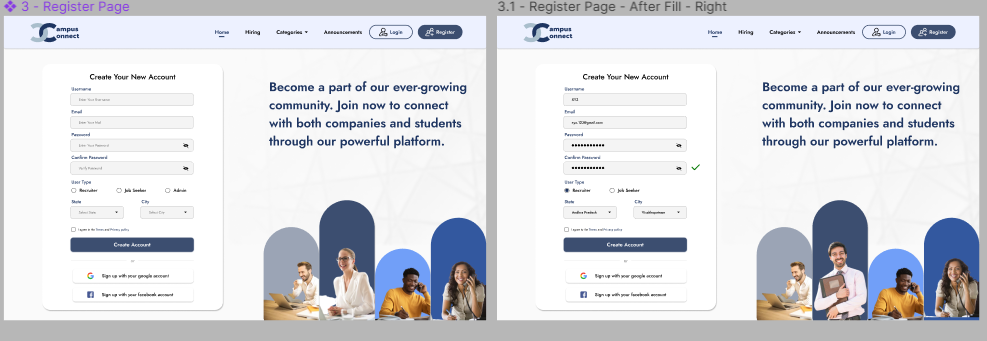 3 - Register Page
Campus
Connect
Home
Hiring
Categories
Announcements
Login
Register
Create Your New Account
Username
Enter Your Username
Email
Enter Your Mail
Password
Enter Your Password
Confirm Password
Verify Password
User Type
Recruiter
Job Seeker
Admin
State
City
Select State
Select City
I agree to the Terms and Privacy policy
Create Account
or
Sign up with your google account
Sign up with your facebook account
Become a part of our ever-growing
community. Join now to connect
with both companies and students
through our powerful platform.
3.1 - Register Page - After Fill - Right
Campus
Connect
Home
Hiring
Categories
Announcements
Login
Register
Create Your New Account
Username
XYZ
Email
xyz.123@gmail.com
Password
Confirm Password
User Type
Recruiter
Job Seeker
State
City
Andhra Pradesh
Visakhapatnam
I agree to the Terms and Privacy policy
Create Account
or
Sign up with your google account
Sign up with your facebook account
Become a part of our ever-growing
community. Join now to connect
with both companies and students
through our powerful platform.